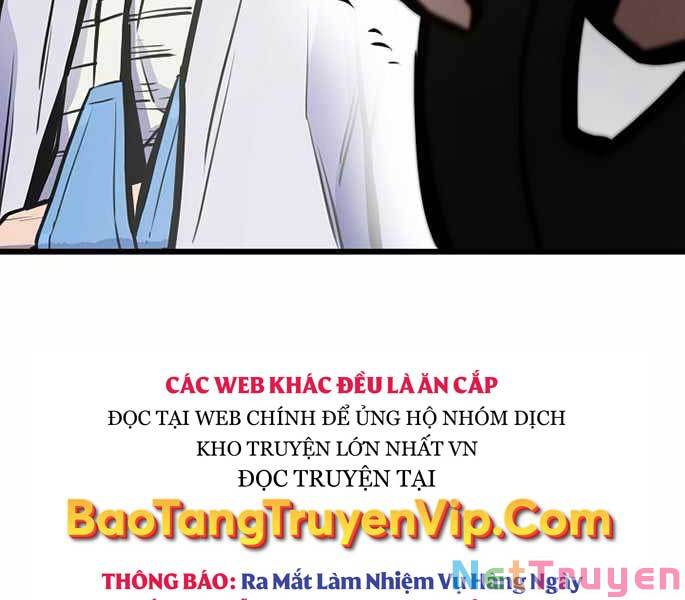 CÁC WEB KHÁC ĐỀU LÀ ĂN CẮP
ĐỌC TẠI WEB CHÍNH ĐỂ ỦNG HỘ NHÓM DỊCH
KHO TRUYỆN LỚN NHẤT VN
ĐỌC TRUYỆN TẠI
BaoTangTruyenVip.Com
NetTruyen
THÔNG BÁO: Ra Mắt Làm Nhiệm Vụ Hàng Ngày